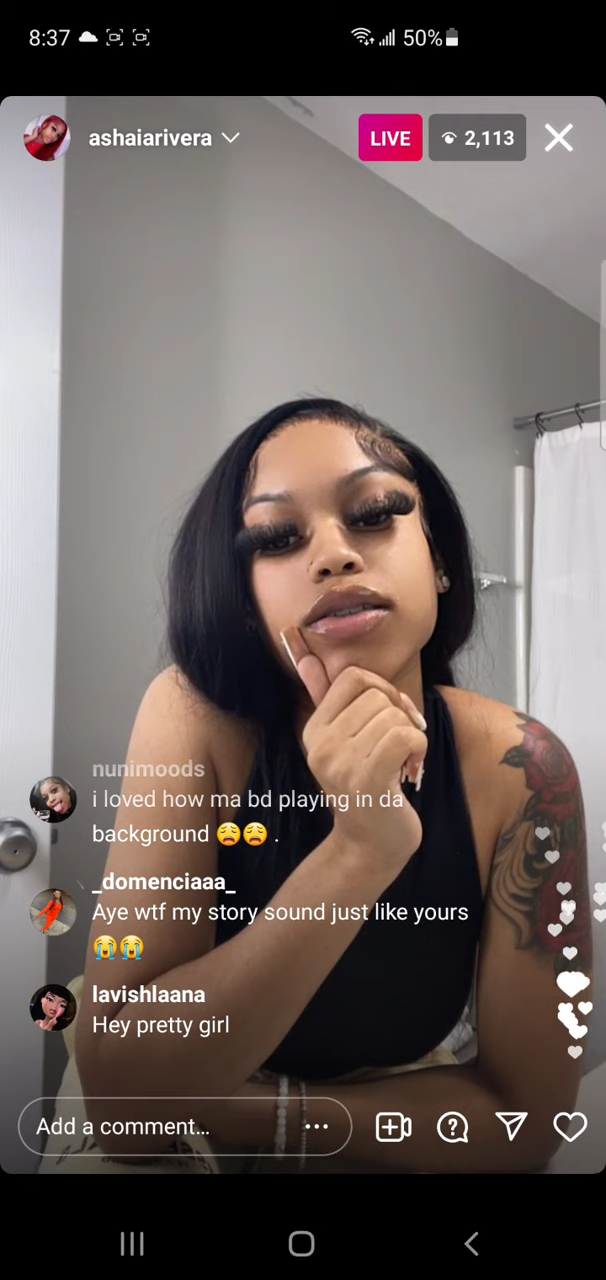 8:37 50%
ashaiarivera LIVE 2,113
nunimoods
i loved how ma bd playing in da
background 😩😩 .
_domenciaaa_
Aye wtf my story sound just like yours
😭😭
lavishlaana
Hey pretty girl
Add a comment...